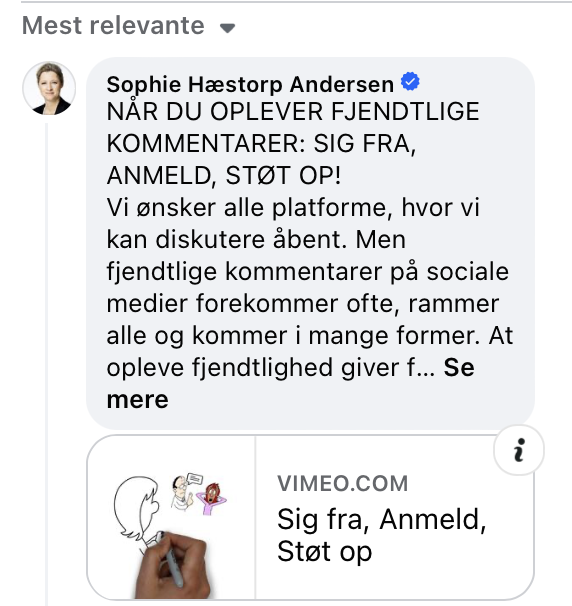 Mest relevante
Sophie Hæstorp Andersen
NÅR DU OPLEVER FJENDTLIGE
KOMMENTARER: SIG FRA,
ANMELD, STØT OP!
Vi ønsker alle platforme, hvor vi
kan diskutere åbent. Men
fjendtlige kommentarer på sociale
medier forekommer ofte, rammer
alle og kommer i mange former. At
opleve fjendtlighed giver f... Se
mere
VIMEO.COM
Sig fra, Anmeld,
Støt op